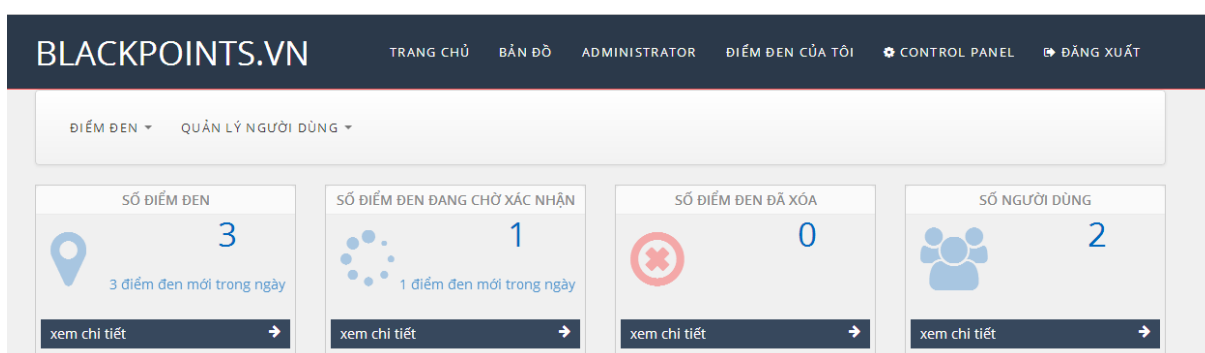 BLACKPOINTS.VN TRANG CHỦ BẢN ĐỒ ADMINISTRATOR ĐIỂM ĐEN CỦA TÔI CONTROL PANEL ĐĂNG XUẤT
ĐIỂM ĐEN QUẢN LÝ NGƯỜI DÙNG
SỐ ĐIỂM ĐEN
3
3 điểm đen mới trong ngày
xem chi tiết
SỐ ĐIỂM ĐEN ĐANG CHỜ XÁC NHẬN
1
1 điểm đen mới trong ngày
xem chi tiết
SỐ ĐIỂM ĐEN ĐÃ XÓA
0
xem chi tiết
SỐ NGƯỜI DÙNG
2
xem chi tiết